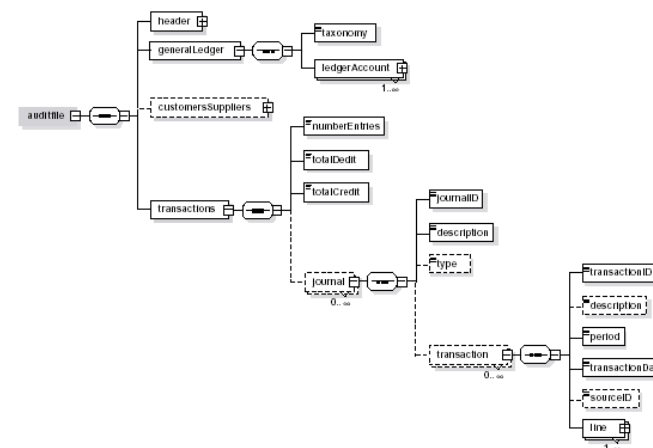 header
generalLedger
taxonomy
ledgerAccount
1..∞
auditfile
customersSuppliers
numberEntries
totalDedit
totalCredit
transactions
journalID
description
type
journal
0..∞
transactionID
description
transaction
0..∞
period
transactionDa
sourceID
line